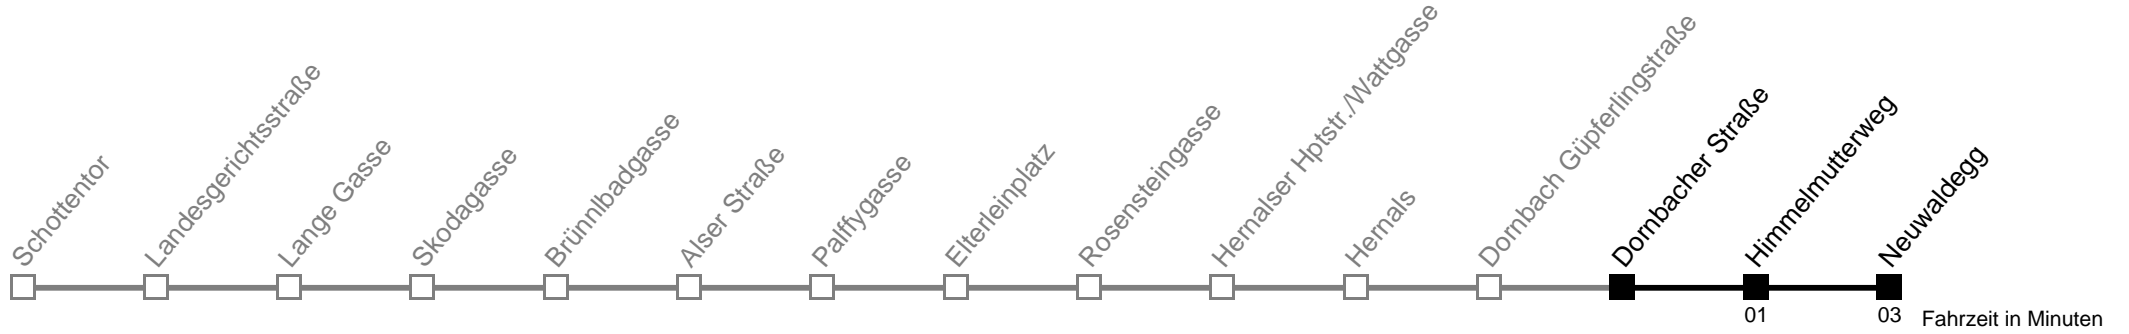 Schottentor
Landesgerichtsstraße
Lange Gasse
Skodagasse
Brünnlbadgasse
Alser Straße
Palffygasse
Elterleinplatz
Rosensteingasse
Hernalser Hptstr./Wattgasse
Hernals
Dornbach Güpferlingstraße
Dornbacher Straße
Himmelmutterweg
Neuwaldegg
01
03
Fahrzeit in Minuten